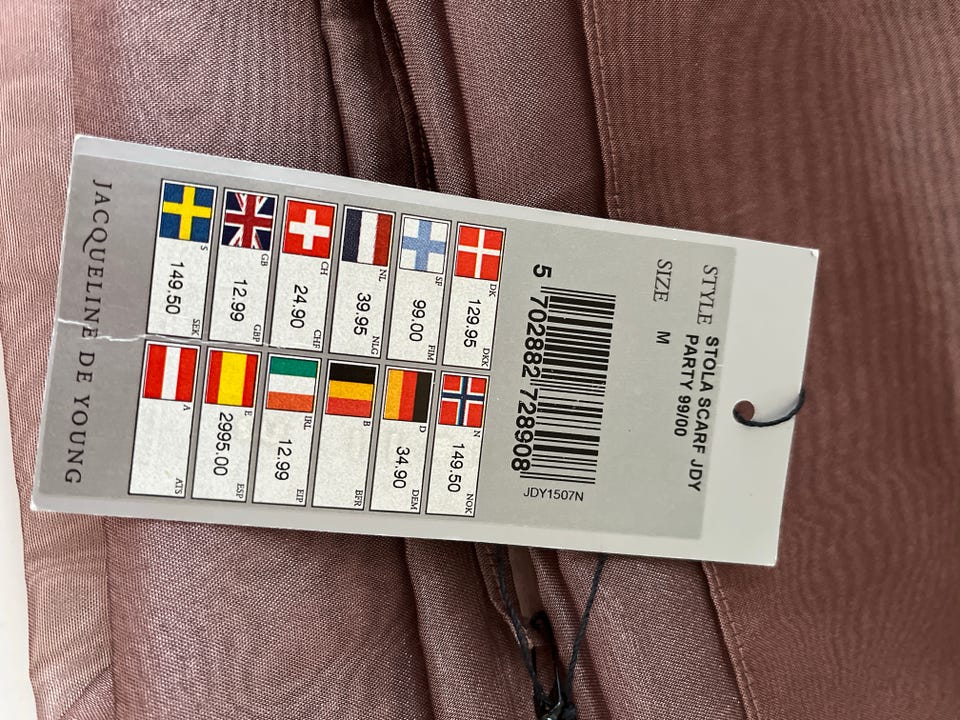 STYLE STOLA SCARF JDY
PARTY 99/00
SIZE M
5 702882 728908
JDY1507N
DK 129.95 DKK
N 149.50 NOK
SF 99.00 FIM
D 34.90 DEM
NL 39.95 NLG
B BFR
CH 24.90 CHF
IRL 12.99 EIP
GB 12.99 GBP
E 2995.00 ESP
S 149.50 SEK
A ATS
JACQUELINE DE YOUNG